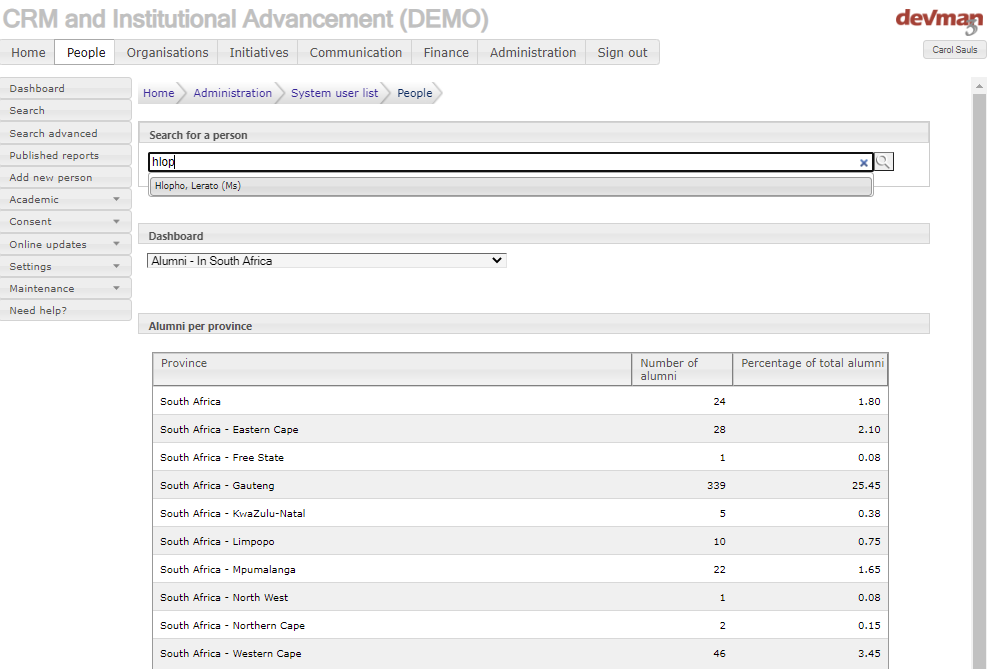 CRM and Institutional Advancement (DEMO)
devman
3
Home People Organisations Initiatives Communication Finance Administration Sign out
Carol Sauls
Dashboard
Search
Search advanced
Published reports
Add new person
Academic
Consent
Online updates
Settings
Maintenance
Need help?
Home Administration System user list People
Search for a person
hlop
Hlopho, Lerato (Ms)
Dashboard
Alumni - In South Africa
Alumni per province
Province Number of alumni Percentage of total alumni
South Africa 24 1.80
South Africa - Eastern Cape 28 2.10
South Africa - Free State 1 0.08
South Africa - Gauteng 339 25.45
South Africa - KwaZulu-Natal 5 0.38
South Africa - Limpopo 10 0.75
South Africa - Mpumalanga 22 1.65
South Africa - North West 1 0.08
South Africa - Northern Cape 2 0.15
South Africa - Western Cape 46 3.45